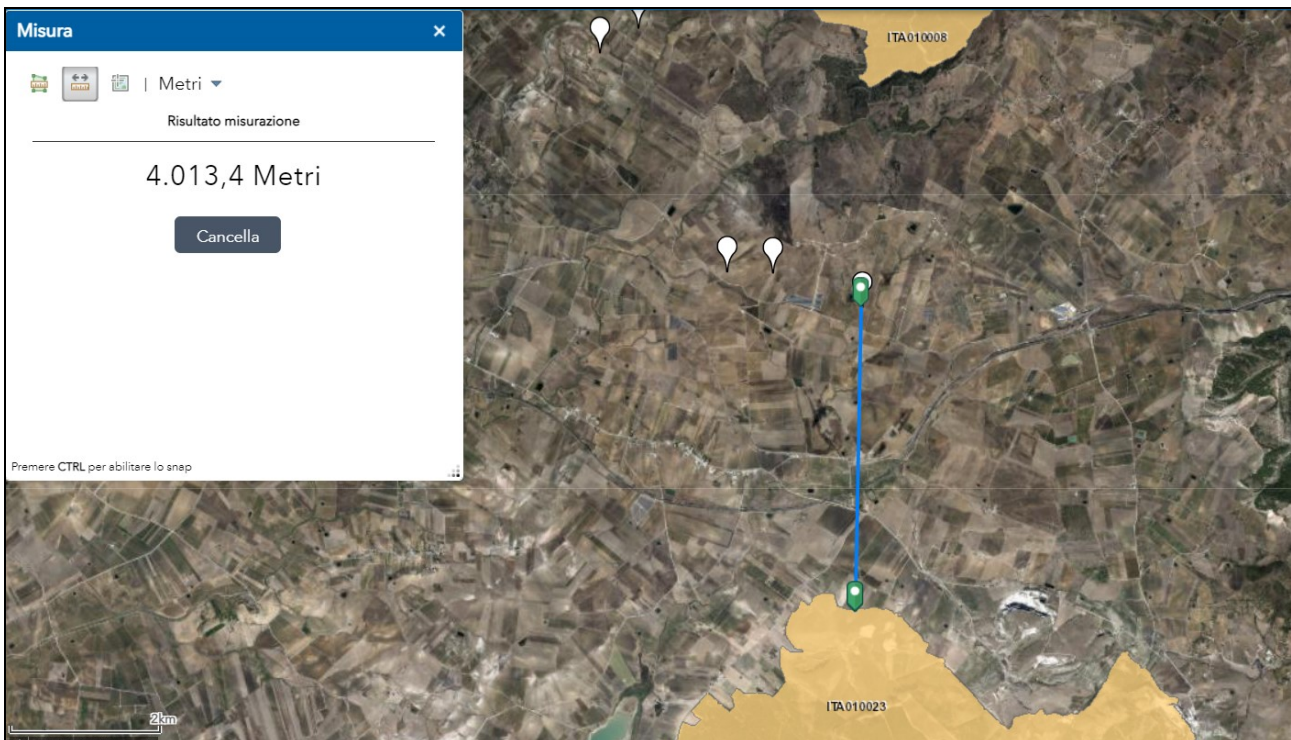 Misura
Metri
Risultato misurazione
4.013,4 Metri
Cancella
Premere CTRL per abilitare lo snap
ITA010008
ITA010023
2km